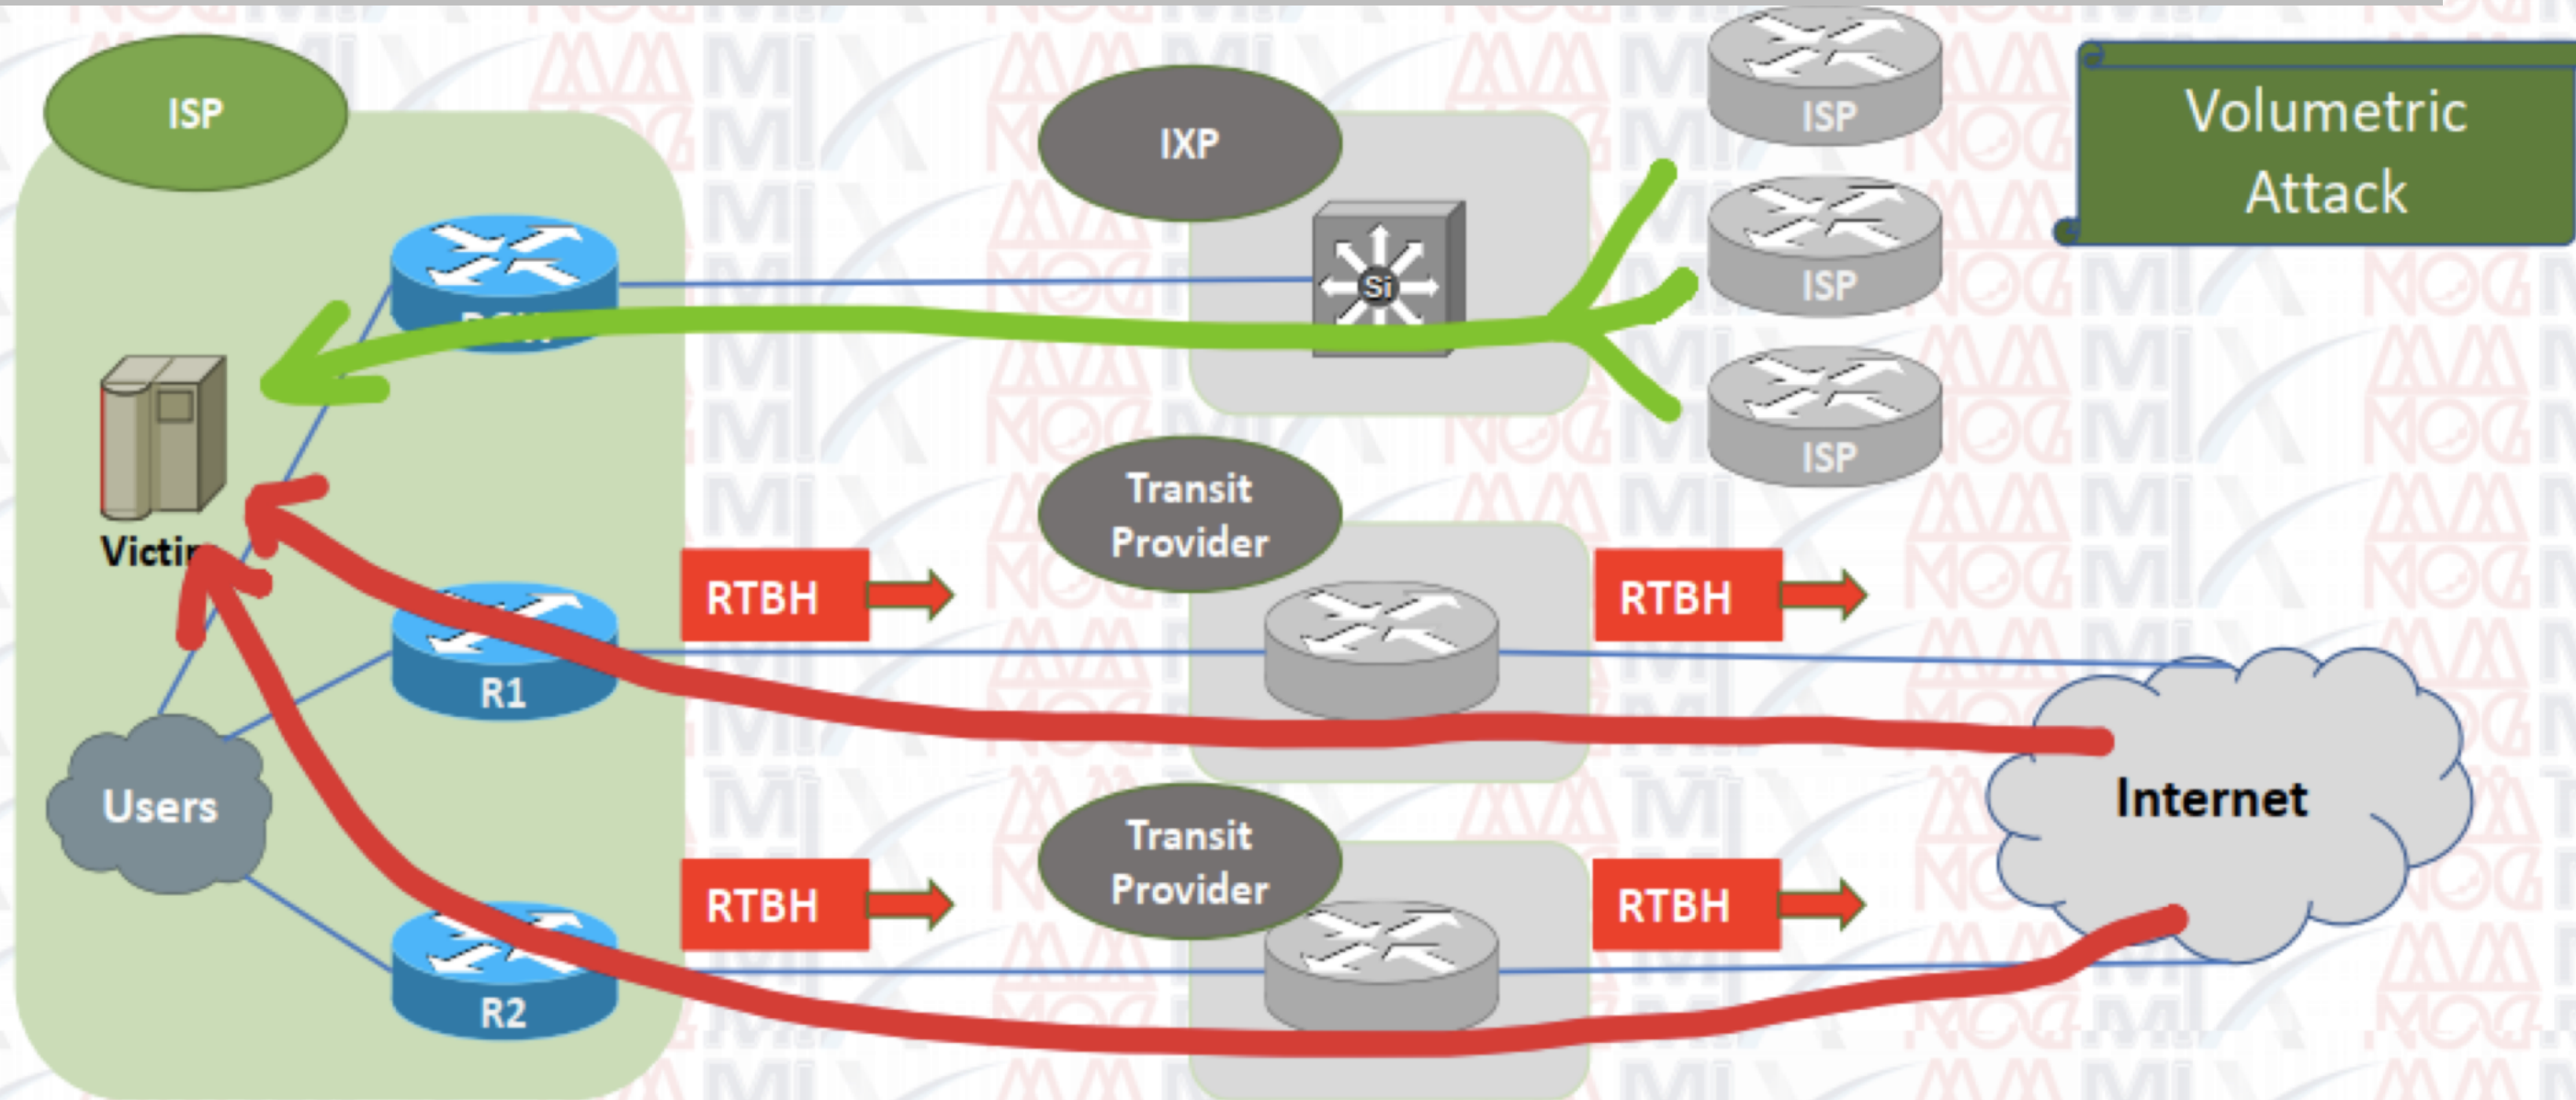 ISP
IXP
ISP
ISP
ISP
Volumetric
Attack
Si
Transit
Provider
RTBH
RTBH
R1
Users
Internet
Transit
Provider
RTBH
RTBH
R2